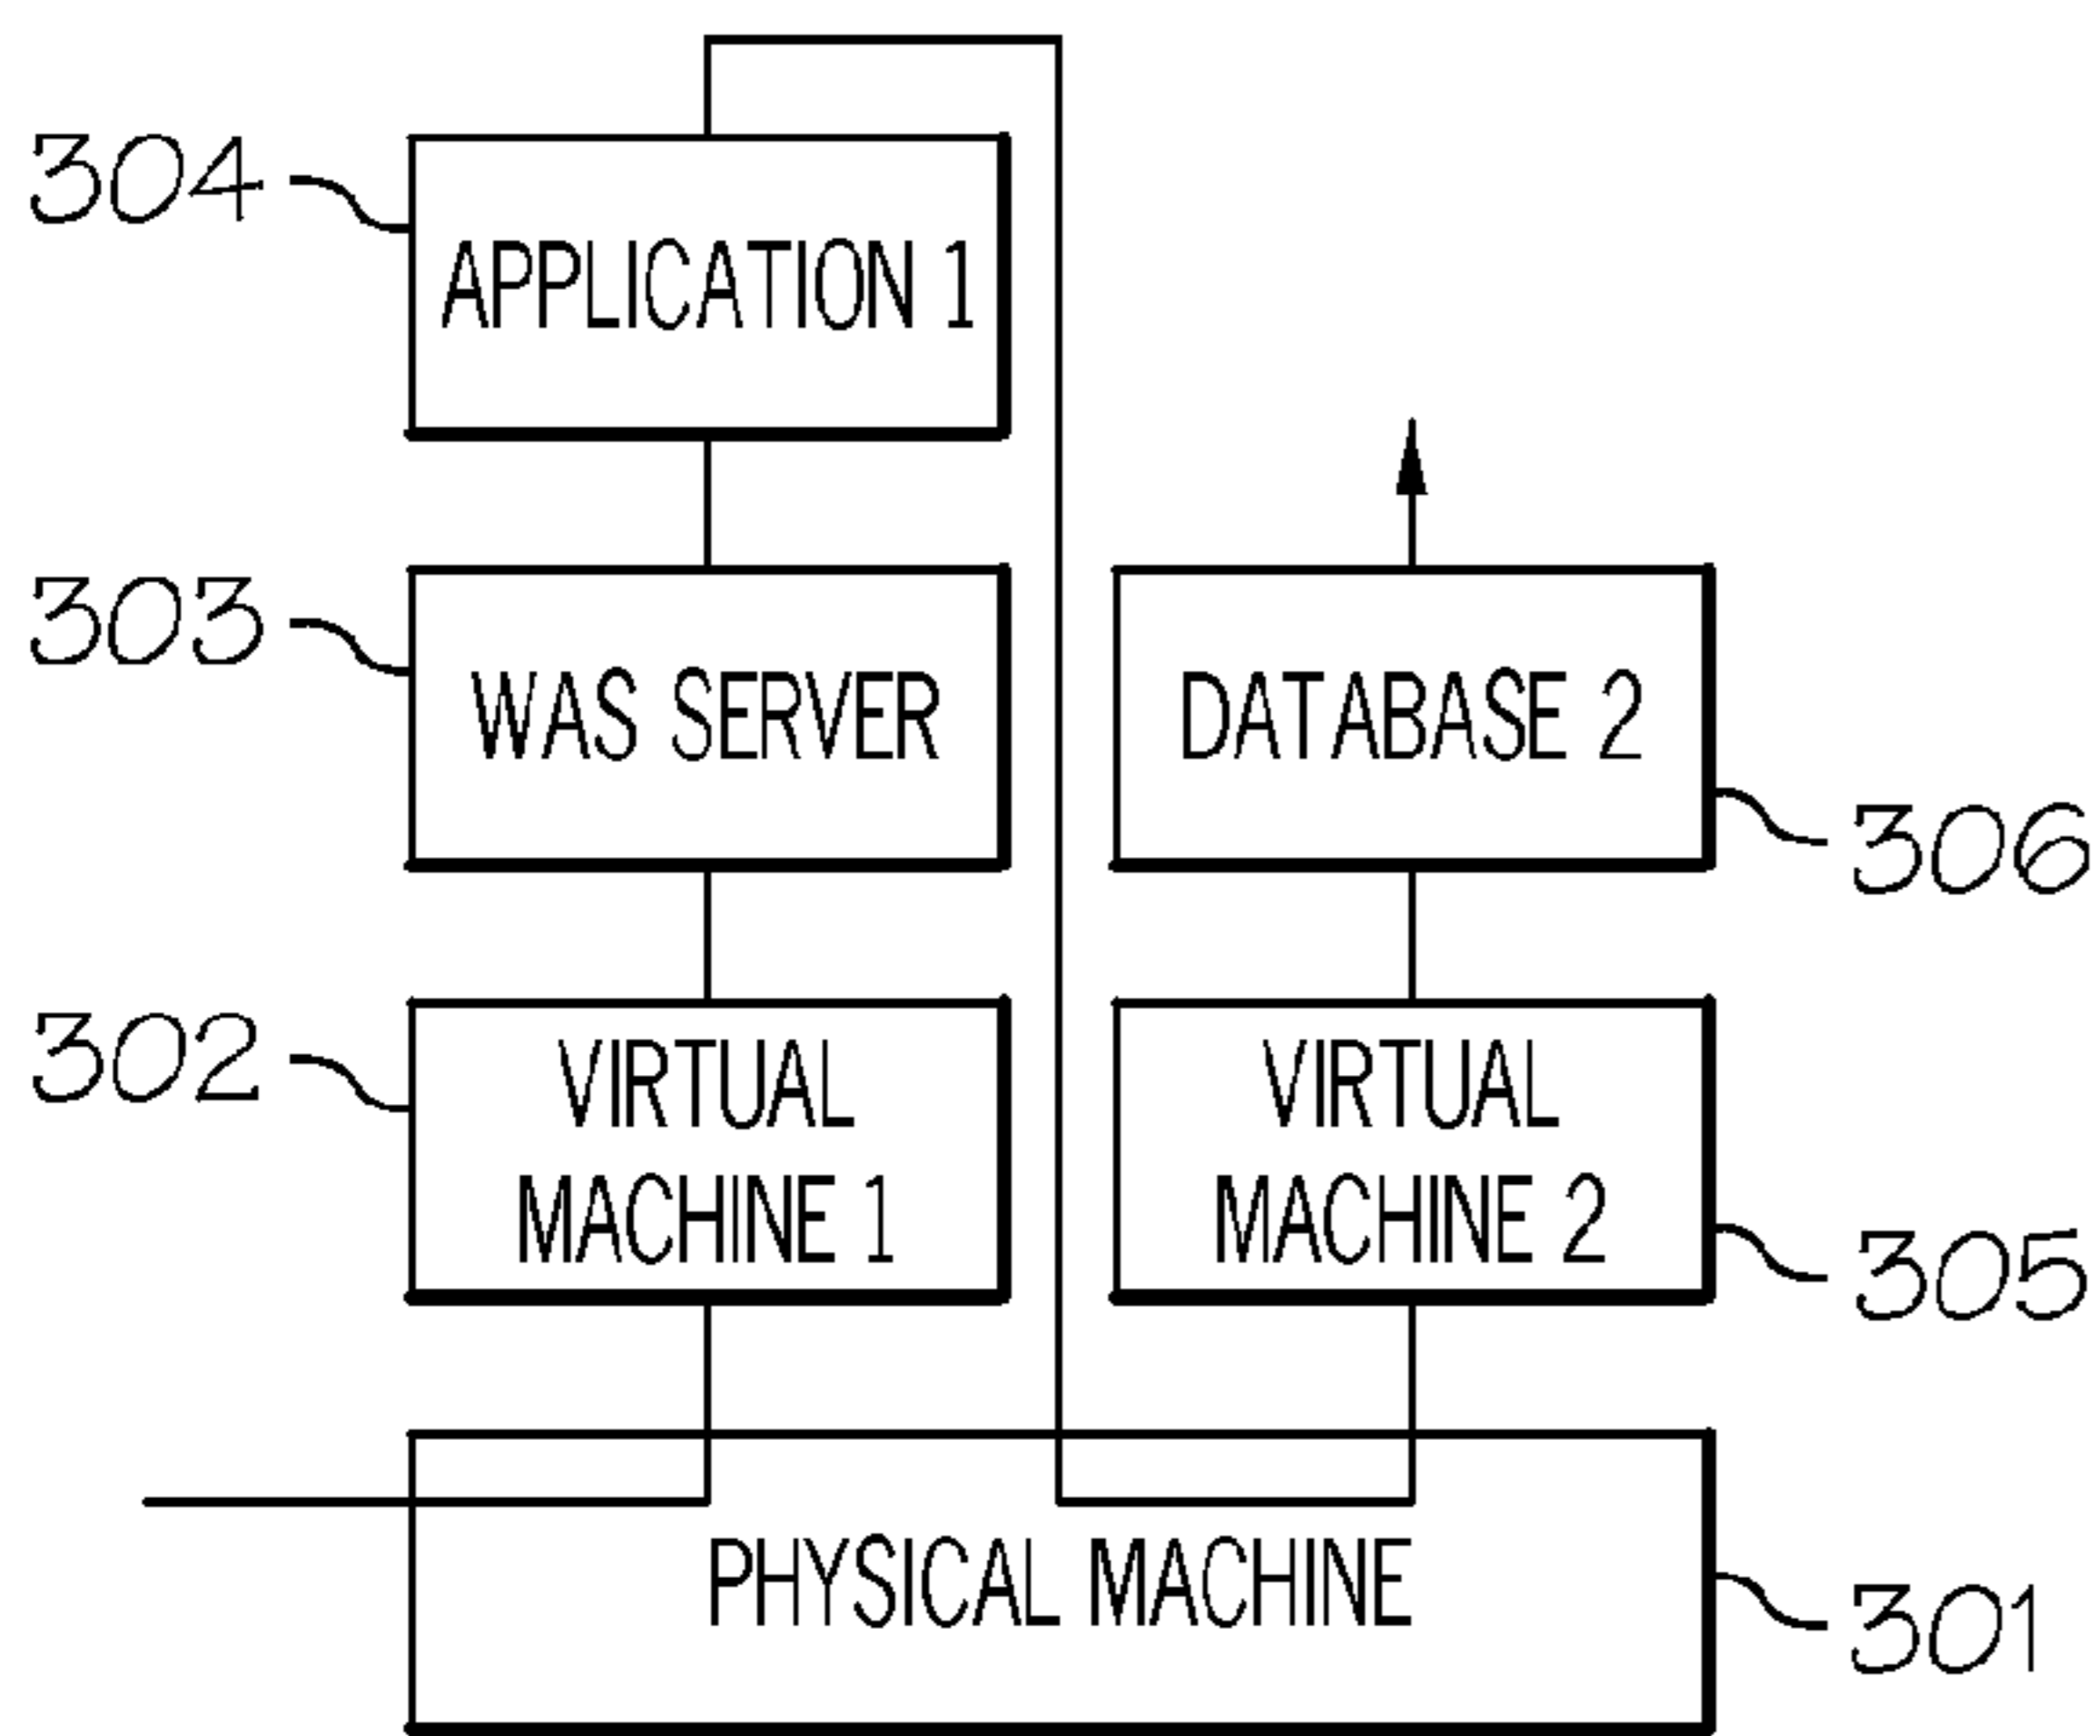 304
APPLICATION 1
303
WAS SERVER
DATABASE 2
306
302
VIRTUAL
MACHINE 1
VIRTUAL
MACHINE 2
305
PHYSICAL MACHINE
301